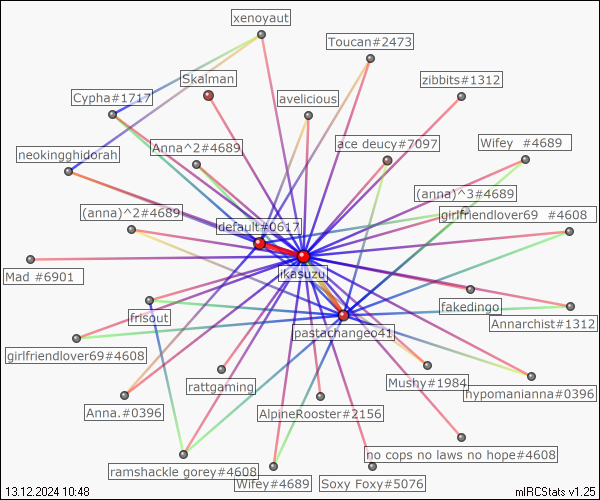 xenoyaut
Toucan#2473
Skalman
zibbits#1312
Cypha#1717
avelicious
ace deucy#7097
Wifey  #4689
Anna^2#4689
neokingghidorah
(anna)^3#4689
(anna)^2#4689
girlfriendlover69  #4608
default#0617
ikasuzu
Mad #6901
fakedingo
frisout
Annarchist#1312
pastachangeo41
girlfriendlover69#4608
rattgaming
Mushy#1984
hypomanianna#0396
Anna.#0396
AlpineRooster#2156
no cops no laws no hope#4608
ramshackle gorey#4608
Wifey#4689
Soxy Foxy#5076
13.12.2024 10:48
mIRCStats v1.25